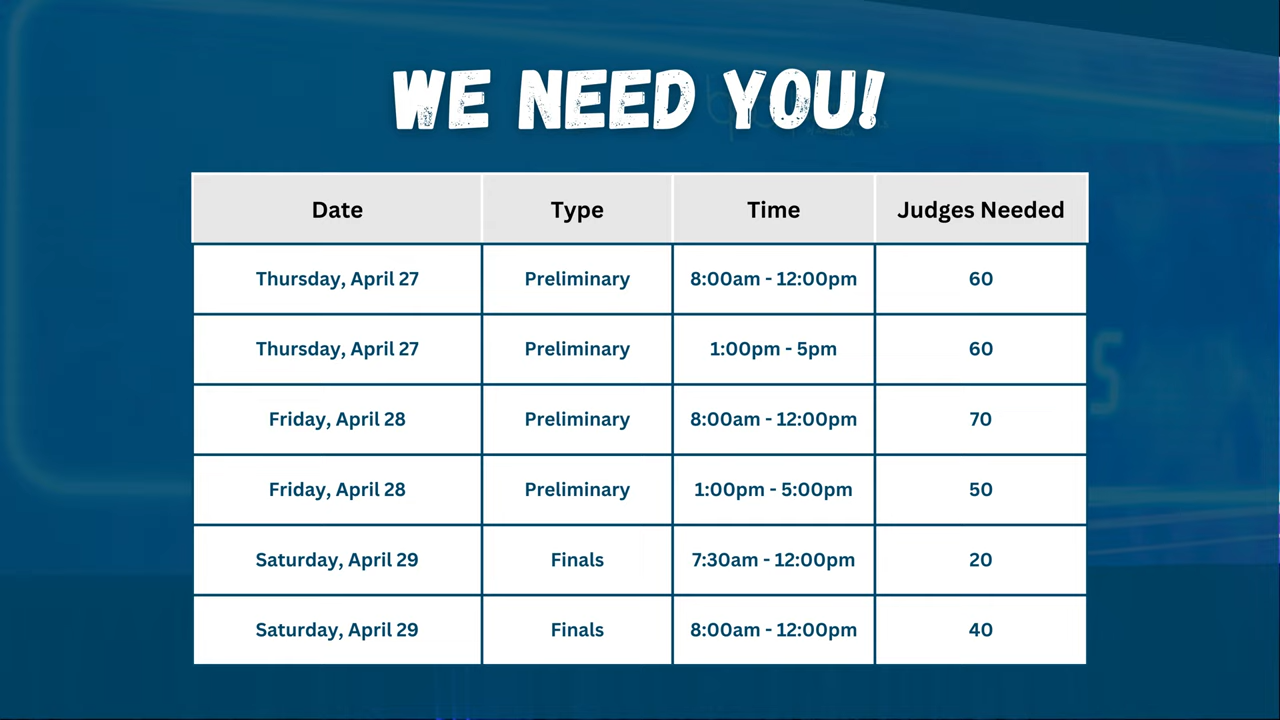 WE NEED YOU!
Date Type Time Judges Needed
Thursday, April 27 Preliminary 8:00am - 12:00pm 60
Thursday, April 27 Preliminary 1:00pm - 5pm 60
Friday, April 28 Preliminary 8:00am - 12:00pm 70
Friday, April 28 Preliminary 1:00pm - 5:00pm 50
Saturday, April 29 Finals 7:30am - 12:00pm 20
Saturday, April 29 Finals 8:00am - 12:00pm 40